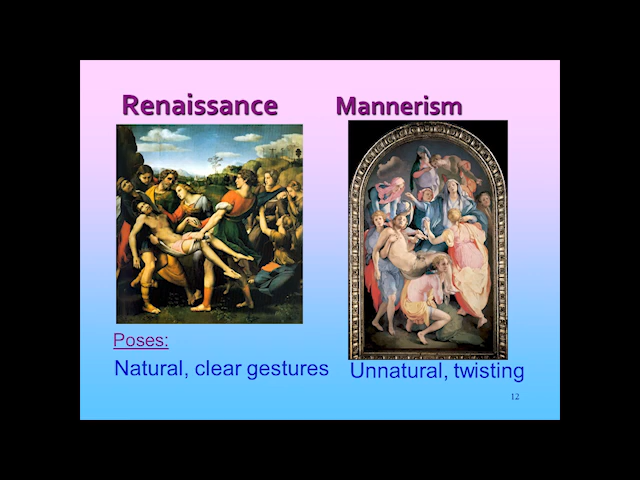 Renaissance
Mannerism
Poses:
Natural, clear gestures
Unnatural, twisting
12